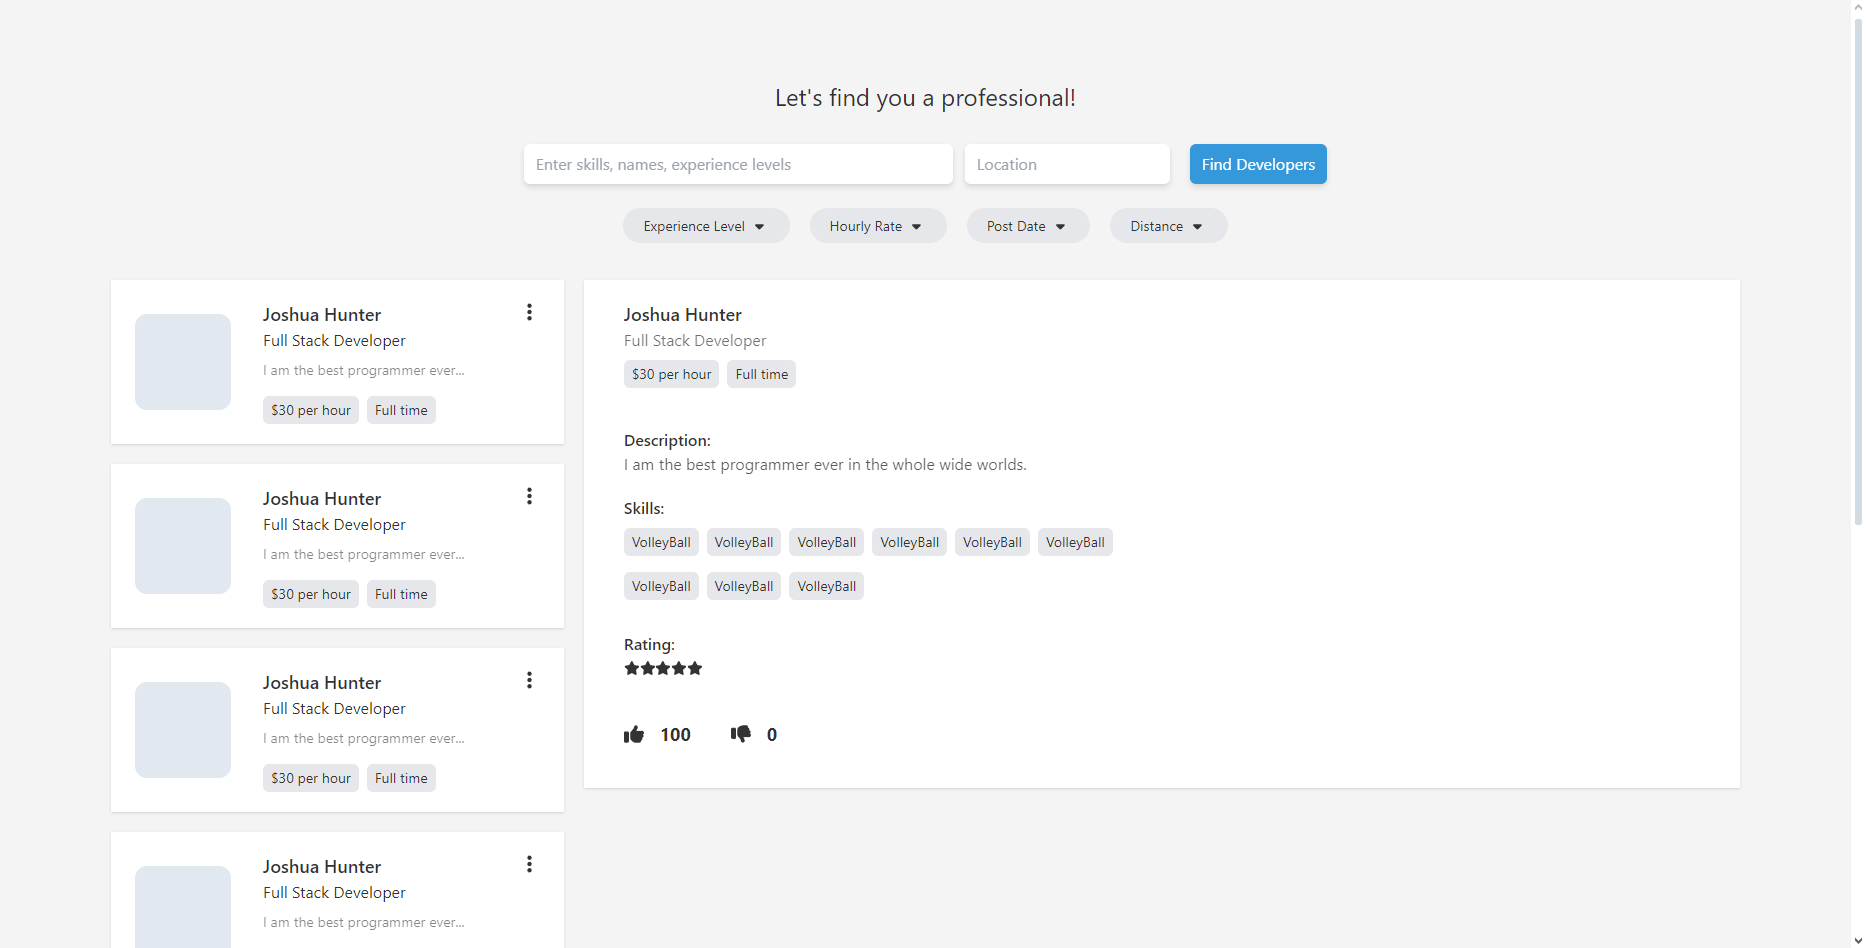 Let's find you a professional!
Enter skills, names, experience levels
Location
Find Developers
Experience Level
Hourly Rate
Post Date
Distance
Joshua Hunter
Full Stack Developer
I am the best programmer ever...
$30 per hour Full time
Joshua Hunter
Full Stack Developer
I am the best programmer ever...
$30 per hour Full time
Joshua Hunter
Full Stack Developer
I am the best programmer ever...
$30 per hour Full time
Joshua Hunter
Full Stack Developer
I am the best programmer ever...
Joshua Hunter
Full Stack Developer
$30 per hour Full time
Description:
I am the best programmer ever in the whole wide worlds.
Skills:
VolleyBall VolleyBall VolleyBall VolleyBall VolleyBall VolleyBall
VolleyBall VolleyBall VolleyBall
Rating:
100 0